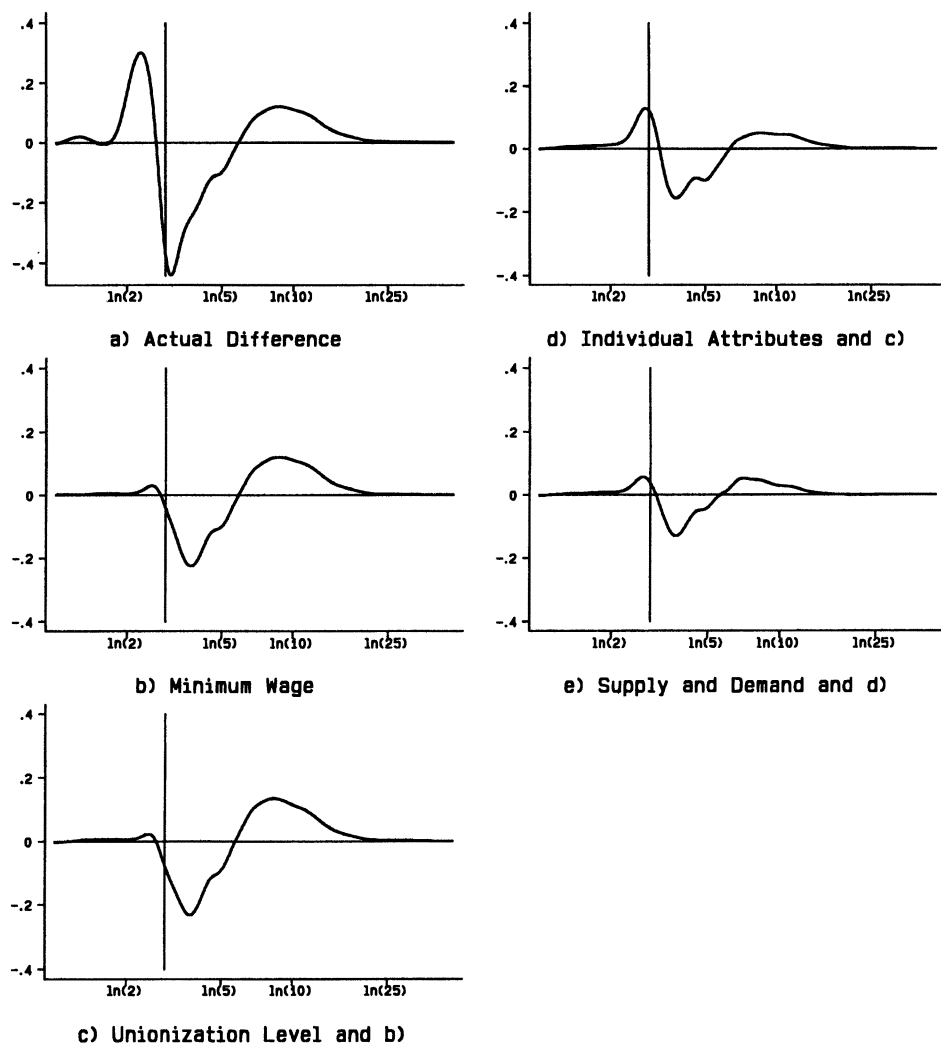 .4
.2
0
-.2
-.4
ln(2) ln(5) ln(10) ln(25)
a) Actual Difference
.4
.2
0
-.2
-.4
ln(2) ln(5) ln(10) ln(25)
b) Minimum Wage
.4
.2
0
-.2
-.4
ln(2) ln(5) ln(10) ln(25)
c) Unionization Level and b)
.4
.2
0
-.2
-.4
ln(2) ln(5) ln(10) ln(25)
d) Individual Attributes and c)
.4
.2
0
-.2
-.4
ln(2) ln(5) ln(10) ln(25)
e) Supply and Demand and d)